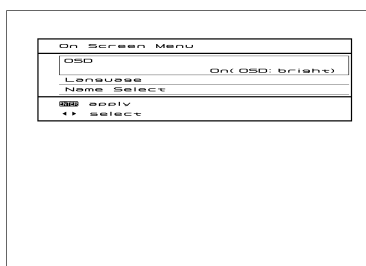 On Screen Menu
OSD
On( OSD: bright)
Language
Name Select
ENTER apply
select